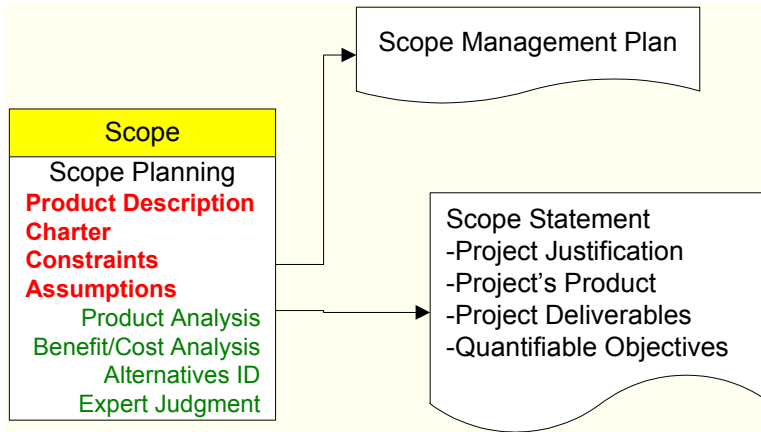 Scope Management Plan
Scope
Scope Planning
Product Description
Charter
Constraints
Assumptions
Product Analysis
Benefit/Cost Analysis
Alternatives ID
Expert Judgment
Scope Statement
-Project Justification
-Project's Product
-Project Deliverables
-Quantifiable Objectives